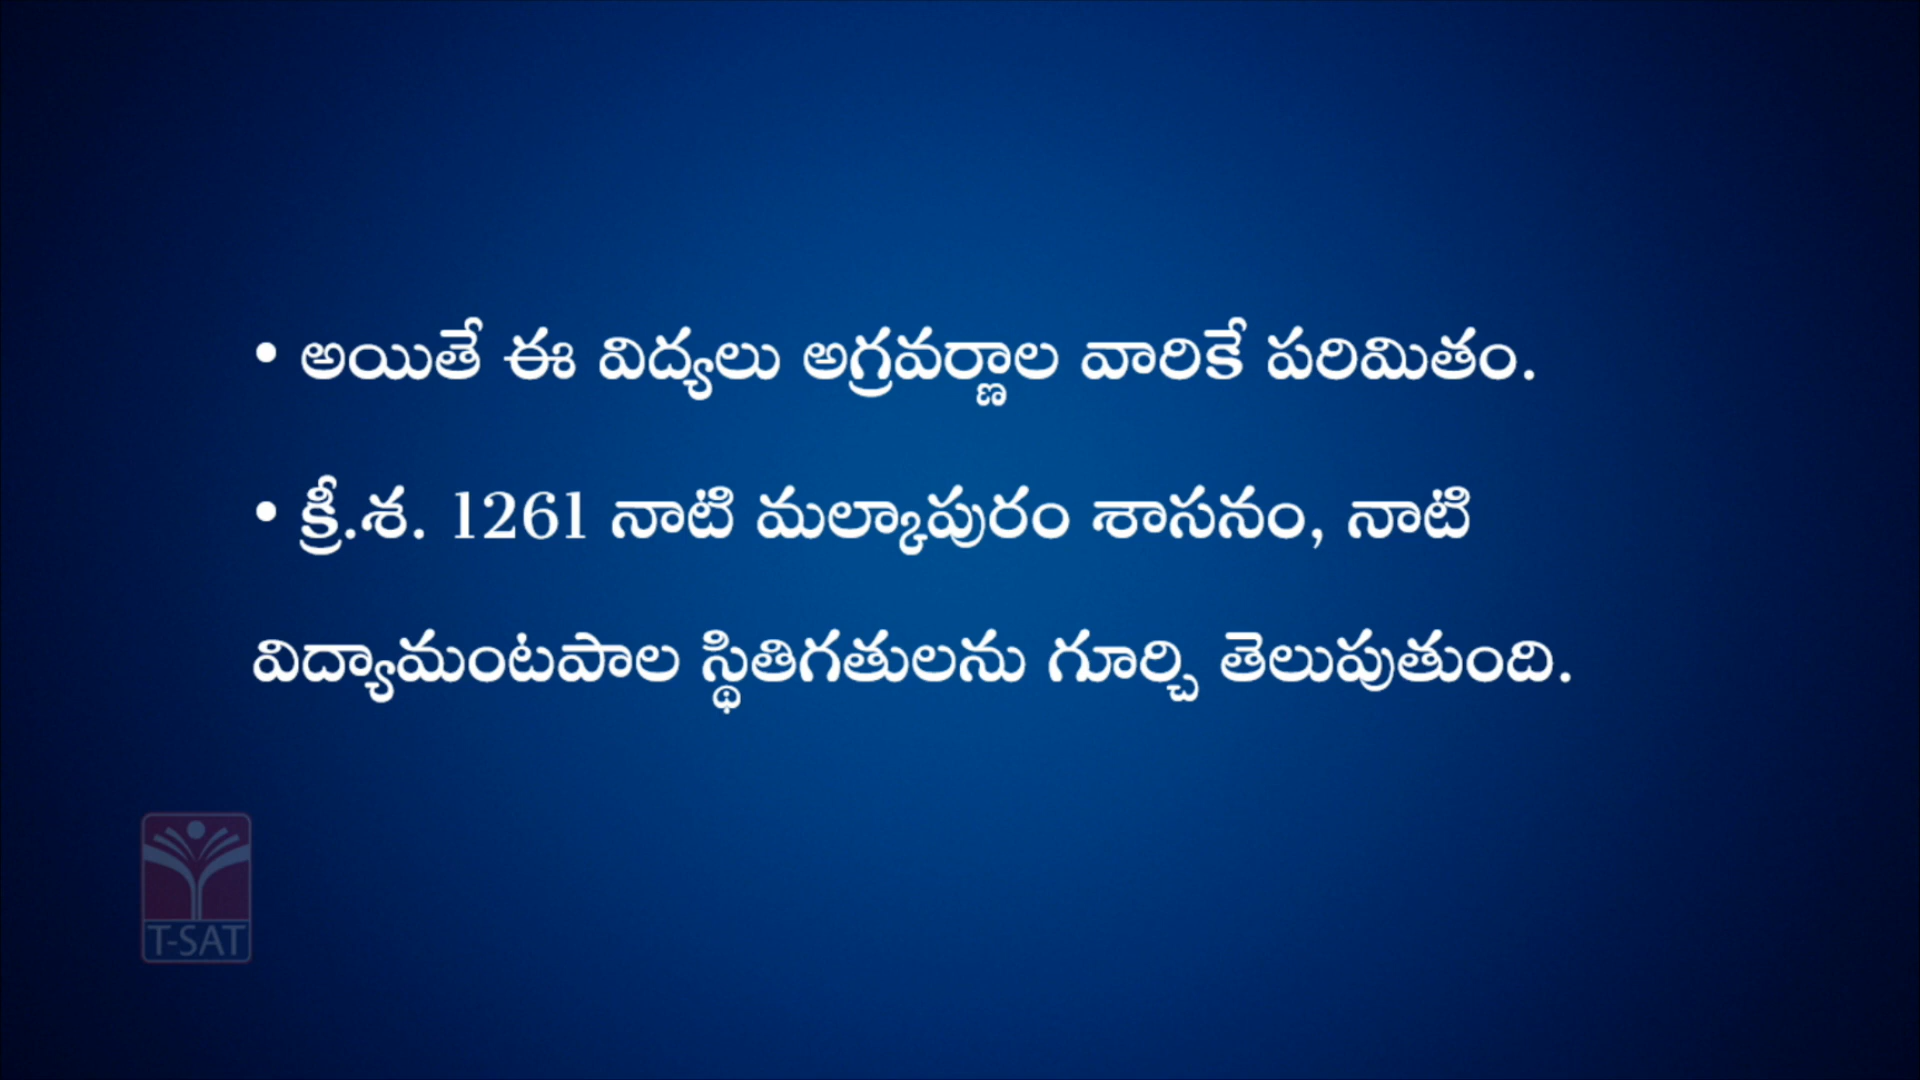 • అయితే ఈ విద్యలు అగ్రవర్ణాల వారికే పరిమితం.
• క్రీ.శ. 1261 నాటి మల్కాపురం శాసనం, నాటి
విద్యామంటపాల స్థితిగతులను గూర్చి తెలుపుతుంది.
T-SAT